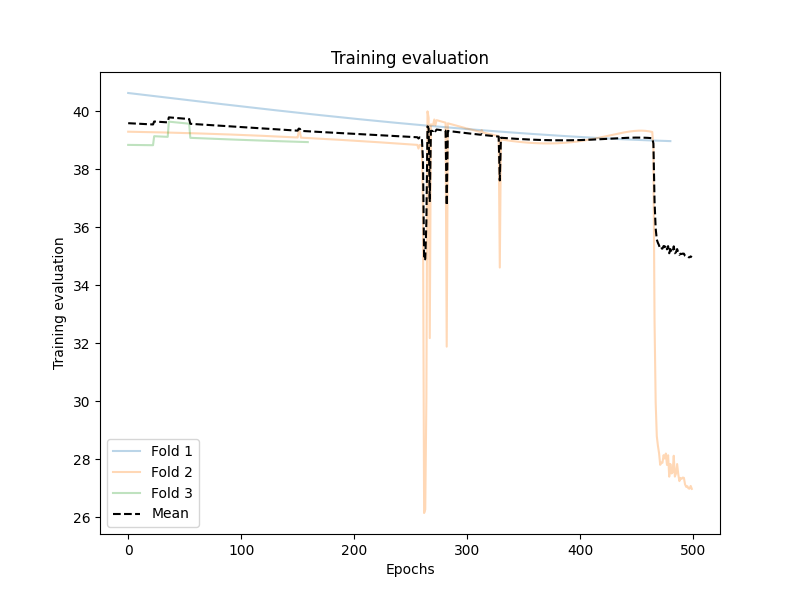 Training evaluation
Training evaluation
40
38
36
34
32
30
28
26
Fold 1
Fold 2
Fold 3
Mean
0
100
200
300
400
500
Epochs